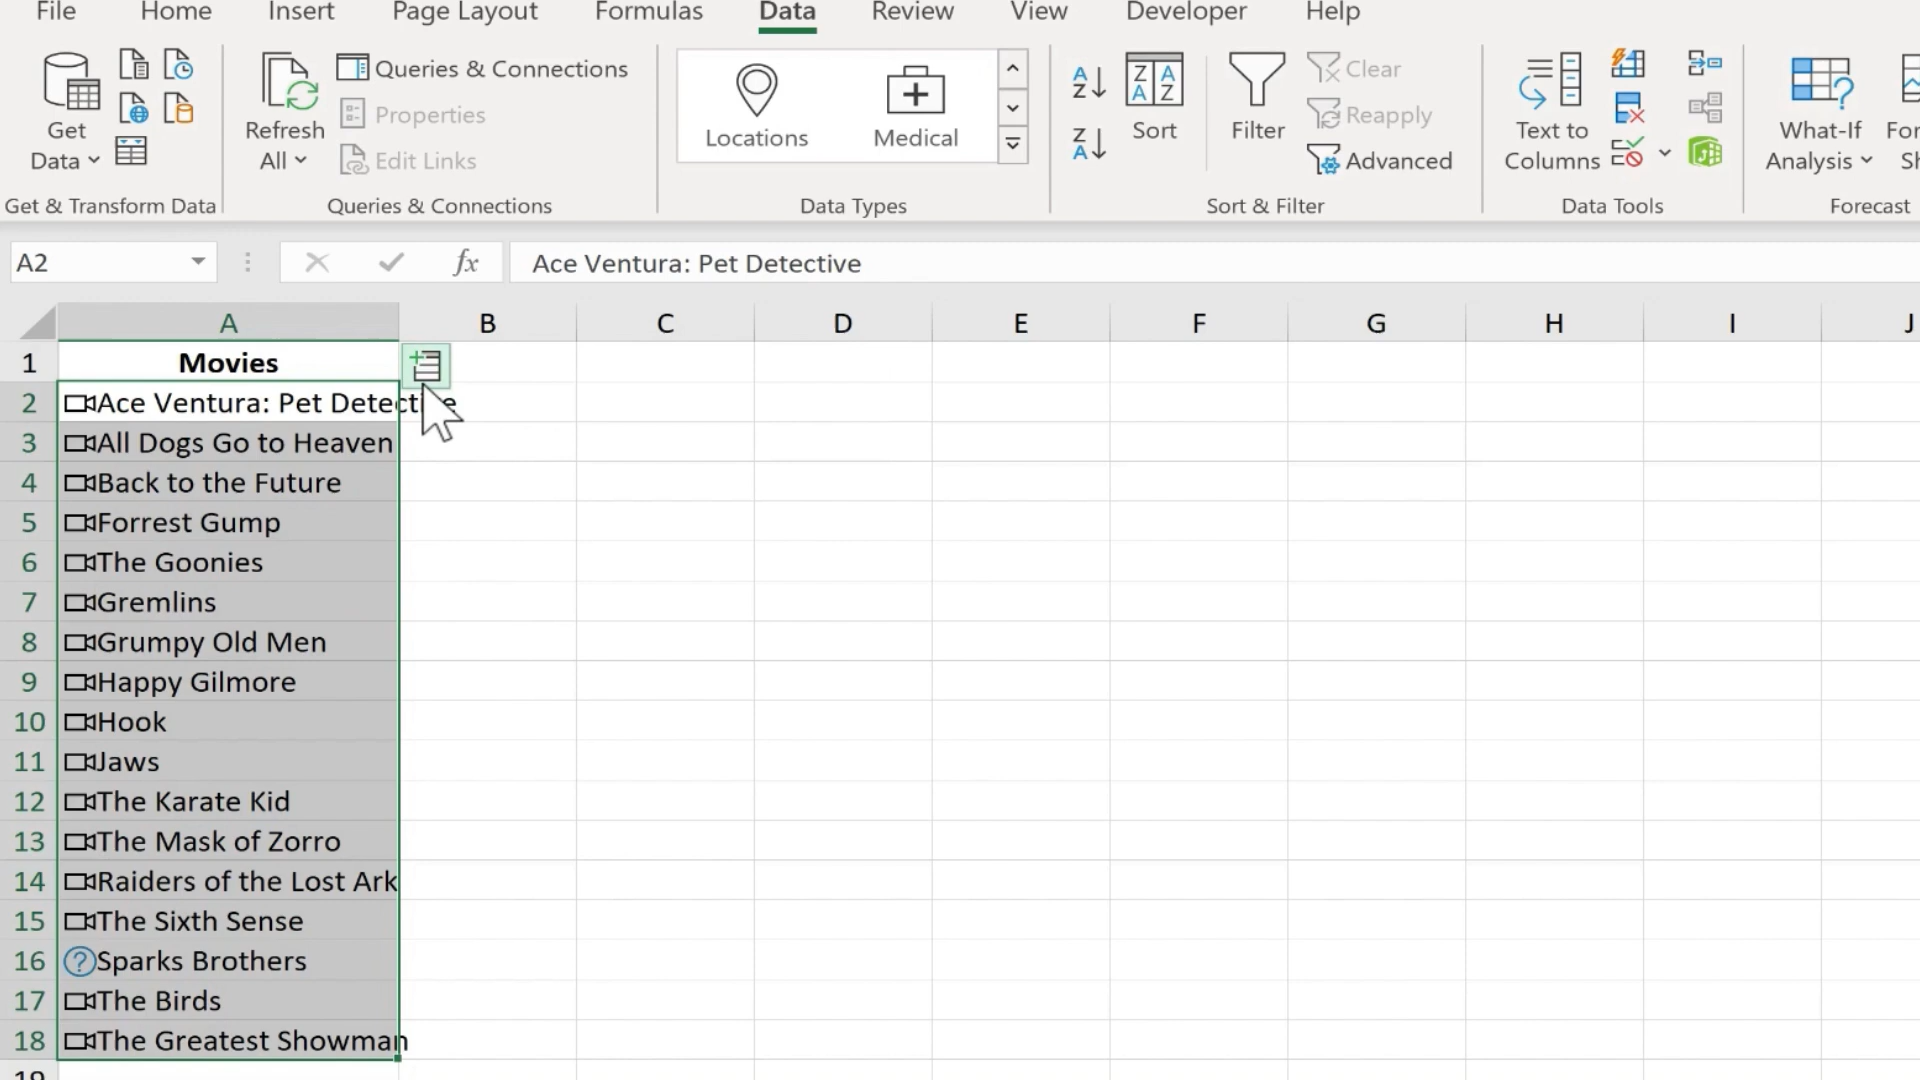 File Home Insert Page Layout Formulas Data Review View Developer Help
Get Data
Refresh All
Queries & Connections
Properties
Edit Links
Locations
Medical
A Z
Z A
Z A A Z
Sort
Filter
Clear
Reapply
Advanced
Text to Columns
What-If Analysis
Get & Transform Data
Queries & Connections
Data Types
Sort & Filter
Data Tools
Forecast
A2 fx Ace Ventura: Pet Detective
A B C D E F G H I J
1 Movies
2 Ace Ventura: Pet Detective
3 All Dogs Go to Heaven
4 Back to the Future
5 Forrest Gump
6 The Goonies
7 Gremlins
8 Grumpy Old Men
9 Happy Gilmore
10 Hook
11 Jaws
12 The Karate Kid
13 The Mask of Zorro
14 Raiders of the Lost Ark
15 The Sixth Sense
16 ? Sparks Brothers
17 The Birds
18 The Greatest Showman
19